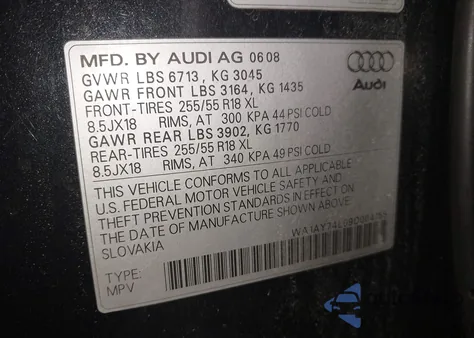 MFD. BY AUDI AG 06 08
GVWR LBS 6713, KG 3045
GAWR FRONT LBS 3164, KG 1435
FRONT-TIRES 255/55 R18 XL
8.5JX18 RIMS, AT 300 KPA 44 PSI COLD
GAWR REAR LBS 3902, KG 1770
REAR-TIRES 255/55 R18 XL
8.5JX18 RIMS, AT 340 KPA 49 PSI COLD
Audi
THIS VEHICLE CONFORMS TO ALL APPLICABLE
U.S. FEDERAL MOTOR VEHICLE SAFETY AND
THEFT PREVENTION STANDARDS IN EFFECT ON
THE DATE OF MANUFACTURE SHOWN ABOVE.
SLOVAKIA
TYPE:
MPV